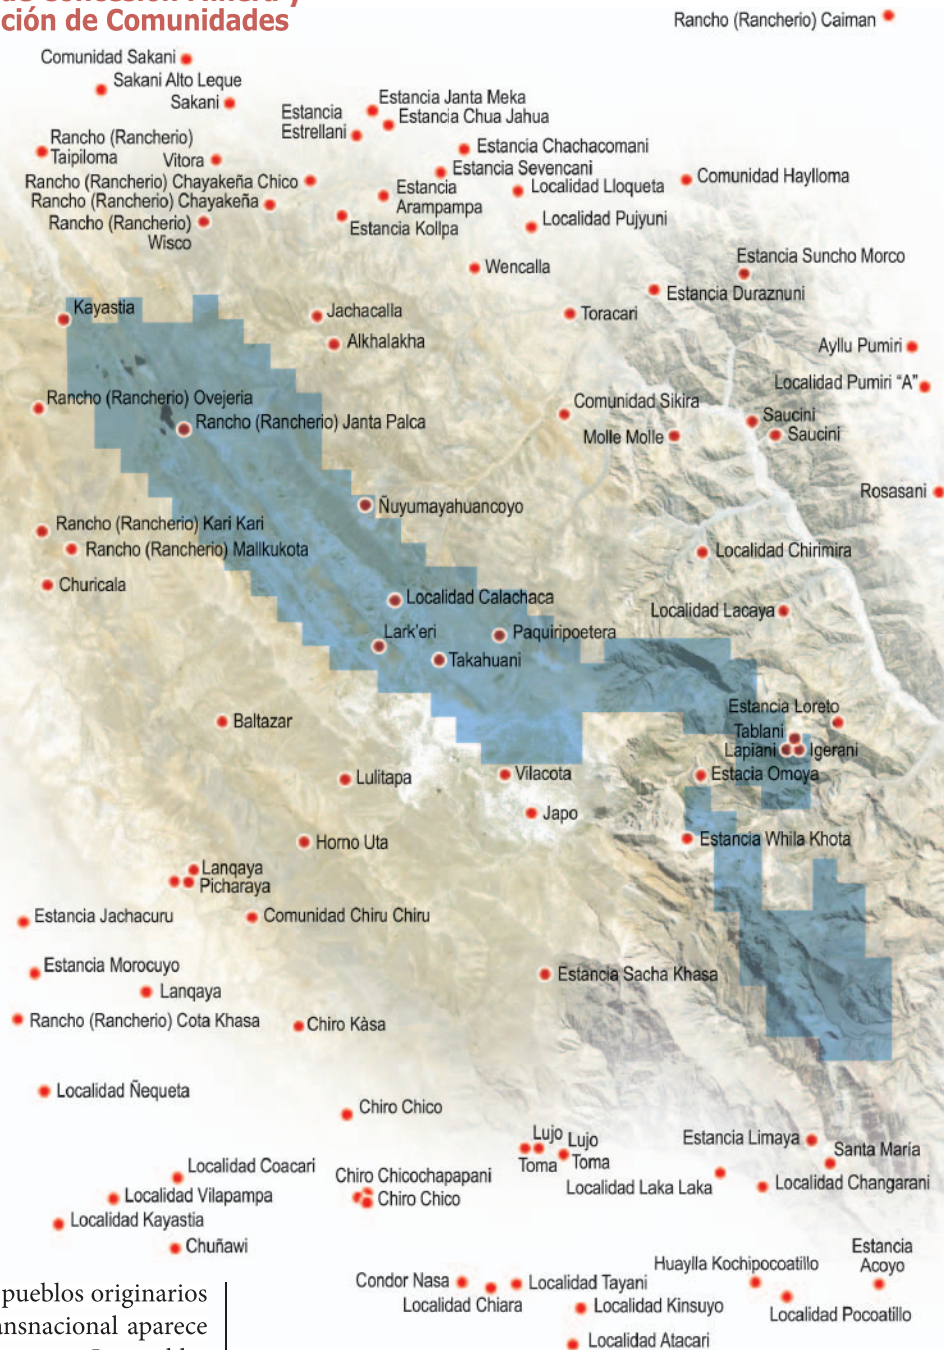 de Concesión Minera y
ción de Comunidades
Rancho (Rancherio) Caiman
Comunidad Sakani
Sakani Alto Leque
Sakani
Estancia Janta Meka
Estancia
Estrellani
Estancia Chua Jahua
Rancho (Rancherio)
Taipiloma
Vitora
Estancia Chachacomani
Estancia Sevencani
Rancho (Rancherio) Chayakeña Chico
Estancia
Arampampa
Localidad Lloqueta
Comunidad Haylloma
Rancho (Rancherio) Chayakeña
Rancho (Rancherio)
Wisco
Estancia Kollpa
Localidad Pujyuni
Wencalla
Estancia Suncho Morco
Estancia Duraznuni
Kayastia
Jachacalla
Toracari
Alkhalakha
Ayllu Pumiri
Localidad Pumiri “A”
Rancho (Rancherio) Ovejeria
Comunidad Sikira
Rancho (Rancherio) Janta Palca
Saucini
Molle Molle
Saucini
Rosasani
Ñuyumayahuancoyo
Rancho (Rancherio) Kari Kari
Rancho (Rancherio) Mallkukota
Localidad Chirimira
Churicala
Localidad Calachaca
Localidad Lacaya
Lark'eri
Paquiripoetera
Takahuani
Estancia Loreto
Baltazar
Tablani
Lapiani
Igerani
Lulitapa
Vilacota
Estacia Omoya
Japo
Horno Uta
Estancia Whila Khota
Lanqaya
Picharaya
Estancia Jachacuru
Comunidad Chiru Chiru
Estancia Morocuyo
Estancia Sacha Khasa
Lanqaya
Rancho (Rancherio) Cota Khasa
Chiro Kàsa
Localidad Ñequeta
Chiro Chico
Lujo
Toma
Lujo
Toma
Estancia Limaya
Santa María
Localidad Coacari
Chiro Chicochapapani
Localidad Laka Laka
Localidad Changarani
Localidad Vilapampa
Chiro Chico
Localidad Kayastia
Chuñawi
Estancia
Acoyo
Huaylla Kochipocoatillo
Condor Nasa
Localidad Tayani
pueblos originarios
Localidad Chiara
Localidad Kinsuyo
Localidad Pocoatillo
ansnacional aparece
Localidad Atacari